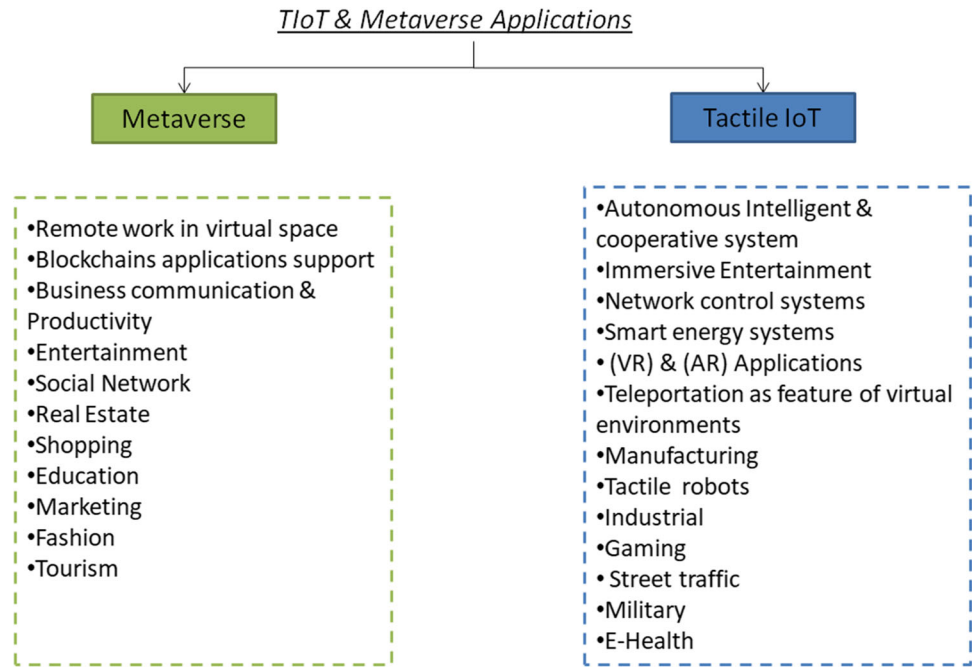 TIoT & Metaverse Applications
Metaverse
Tactile IoT
•Remote work in virtual space
•Blockchains applications support
•Business communication &
Productivity
•Entertainment
•Social Network
•Real Estate
•Shopping
•Education
•Marketing
•Fashion
•Tourism
•Autonomous Intelligent &
cooperative system
•Immersive Entertainment
•Network control systems
•Smart energy systems
• (VR) & (AR) Applications
•Teleportation as feature of virtual
environments
•Manufacturing
•Tactile robots
•Industrial
•Gaming
• Street traffic
•Military
•E-Health